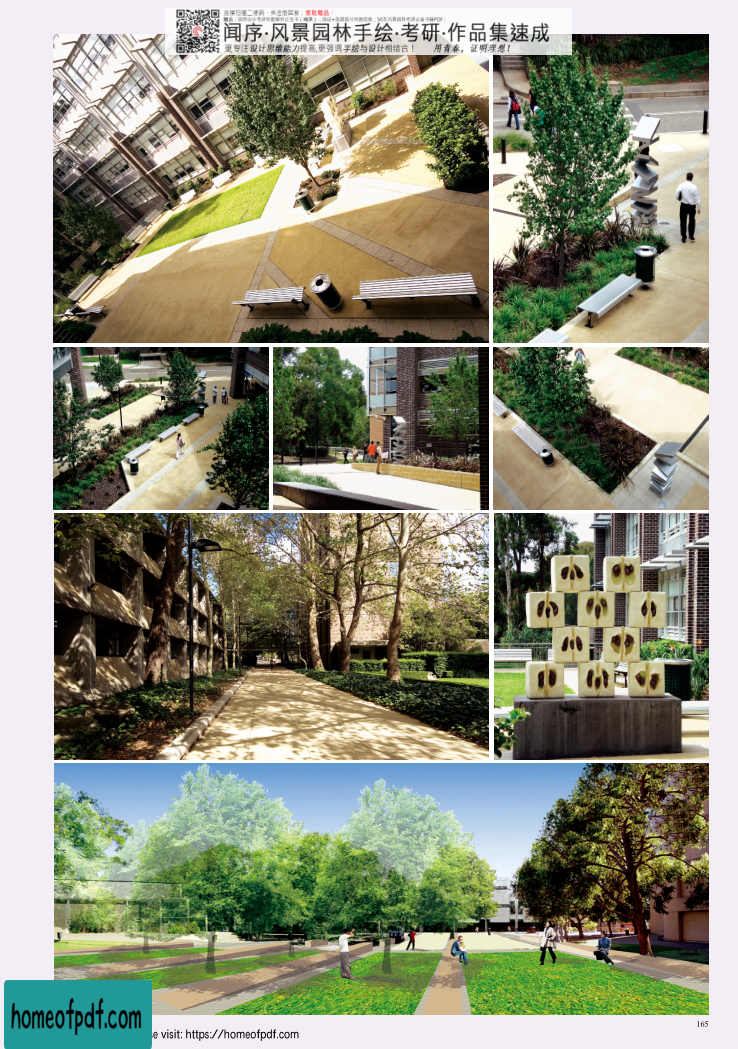 闻序·风景园林手绘·考研·作品集速成
更专注设计思维能力提高,更强调手绘与设计相结合! 用青春,证明理想!
165
homeofpdf.com
e visit: https://homeofpdf.com